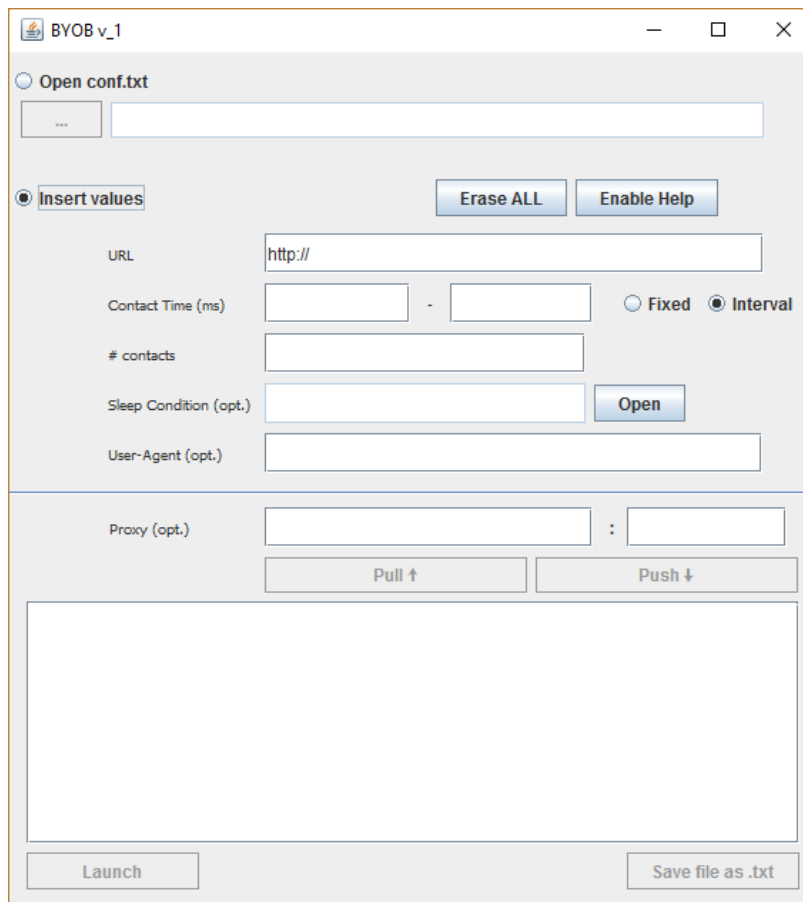 BYOB v_1
Open conf.txt
...
Insert values Erase ALL Enable Help
URL http://
Contact Time (ms) - Fixed Interval
# contacts
Sleep Condition (opt.) Open
User-Agent (opt.)
Proxy (opt.) :
Pull ↑ Push ↓
Launch Save file as .txt